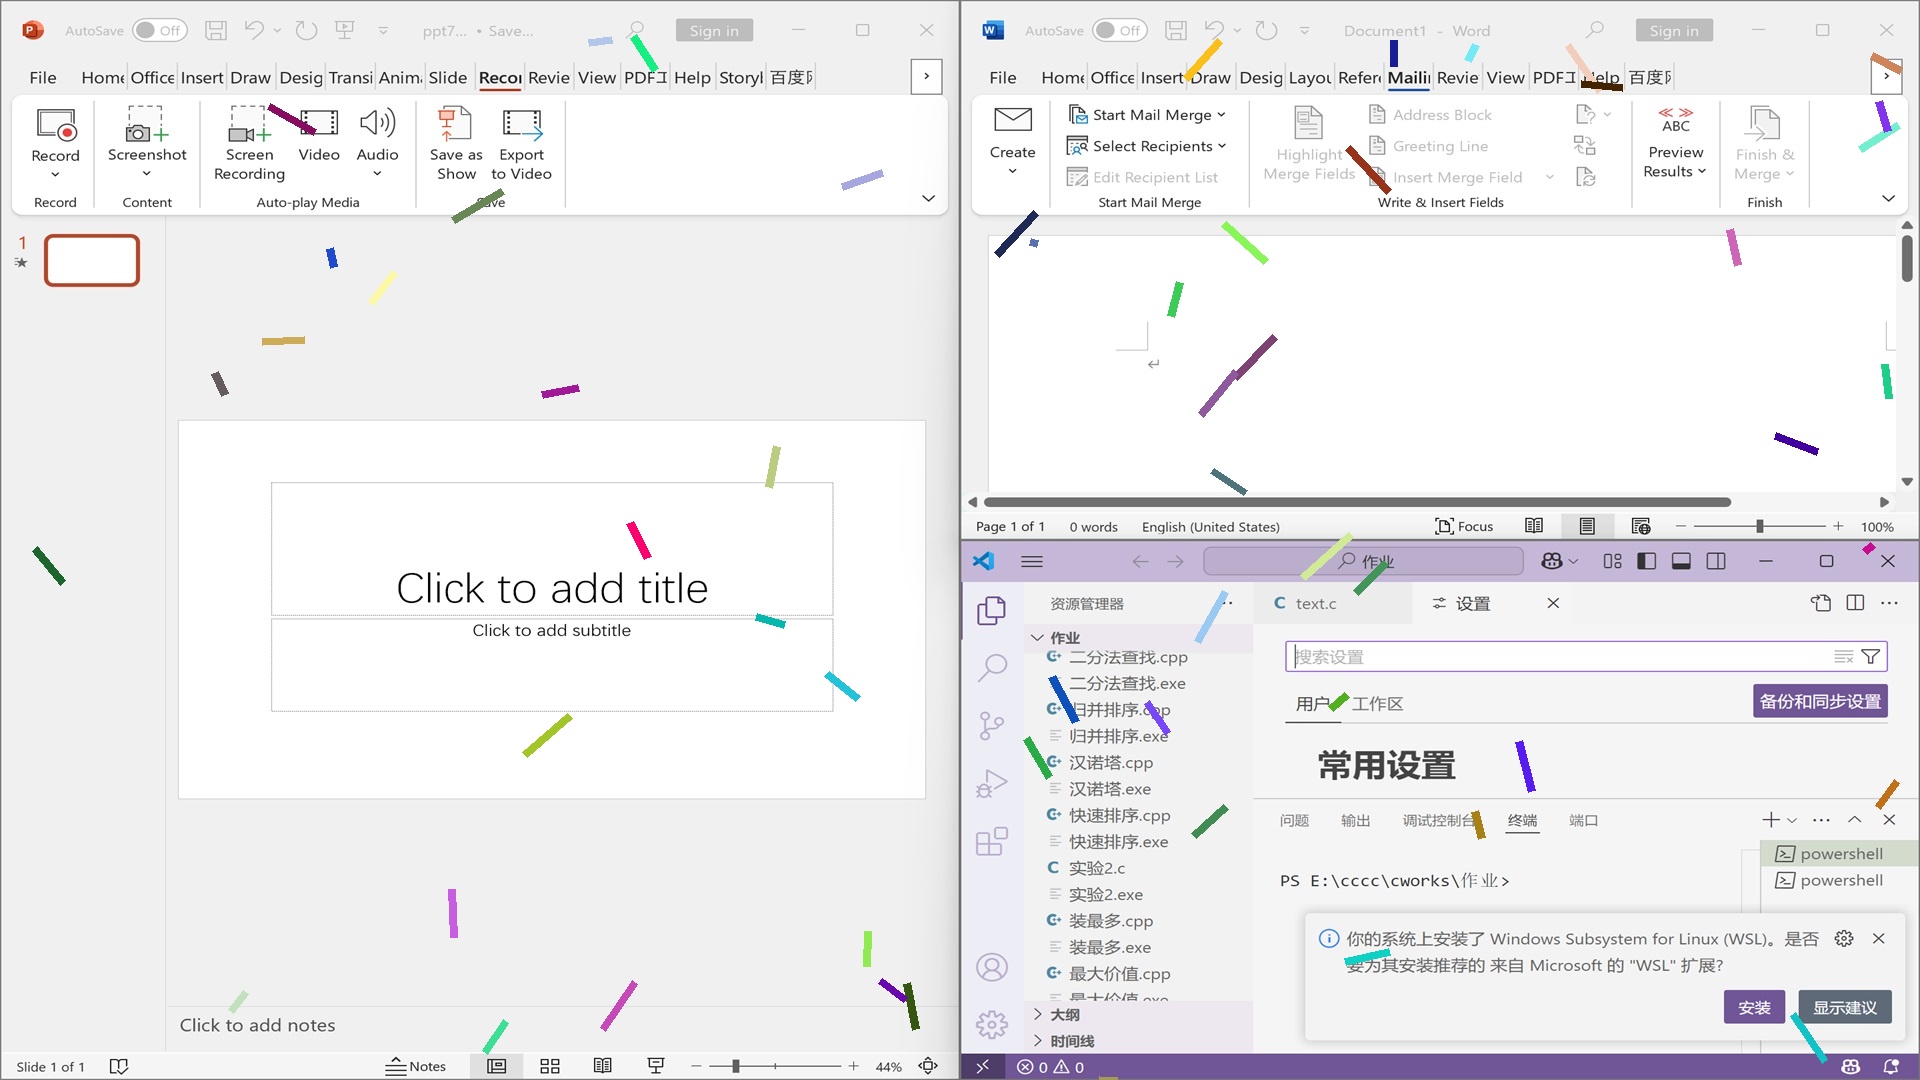 AutoSave Off ppt7... • Save... Sign in
File Home Office Insert Draw Desig Transi Anim Slide Recor Revie View PDF工 Help Storyl 百度
Record
Screenshot
Screen Recording
Video
Audio
Save as Show
Export to Video
Record
Content
Auto-play Media
Save
1
Click to add title
Click to add subtitle
Click to add notes
Slide 1 of 1
Notes
44%
AutoSave Off Document1 - Word Sign in
File Home Office Insert Draw Desig Layou Refere Mailin Revie View PDF工 Help 百度
Create
Start Mail Merge
Select Recipients
Edit Recipient List
Start Mail Merge
Highlight Merge Fields
Address Block
Greeting Line
Insert Merge Field
Write & Insert Fields
ABC
Preview Results
Finish & Merge
Finish
Page 1 of 1
0 words
English (United States)
Focus
100%
作业
资源管理器
作业
二分法查找.cpp
二分法查找.exe
归并排序.cpp
归并排序.exe
汉诺塔.cpp
汉诺塔.exe
快速排序.cpp
快速排序.exe
实验2.c
实验2.exe
装最多.cpp
装最多.exe
最大价值.cpp
最大价值.exe
大纲
时间线
text.c
设置
搜索设置
用户 工作区
备份和同步设置
常用设置
问题 输出 调试控制台 终端 端口
PS E:\cccc\cworks\作业>
powershell
powershell
你的系统上安装了 Windows Subsystem for Linux (WSL)。是否
要为其安装推荐的 来自 Microsoft 的 "WSL" 扩展?
安装
显示建议
0 0